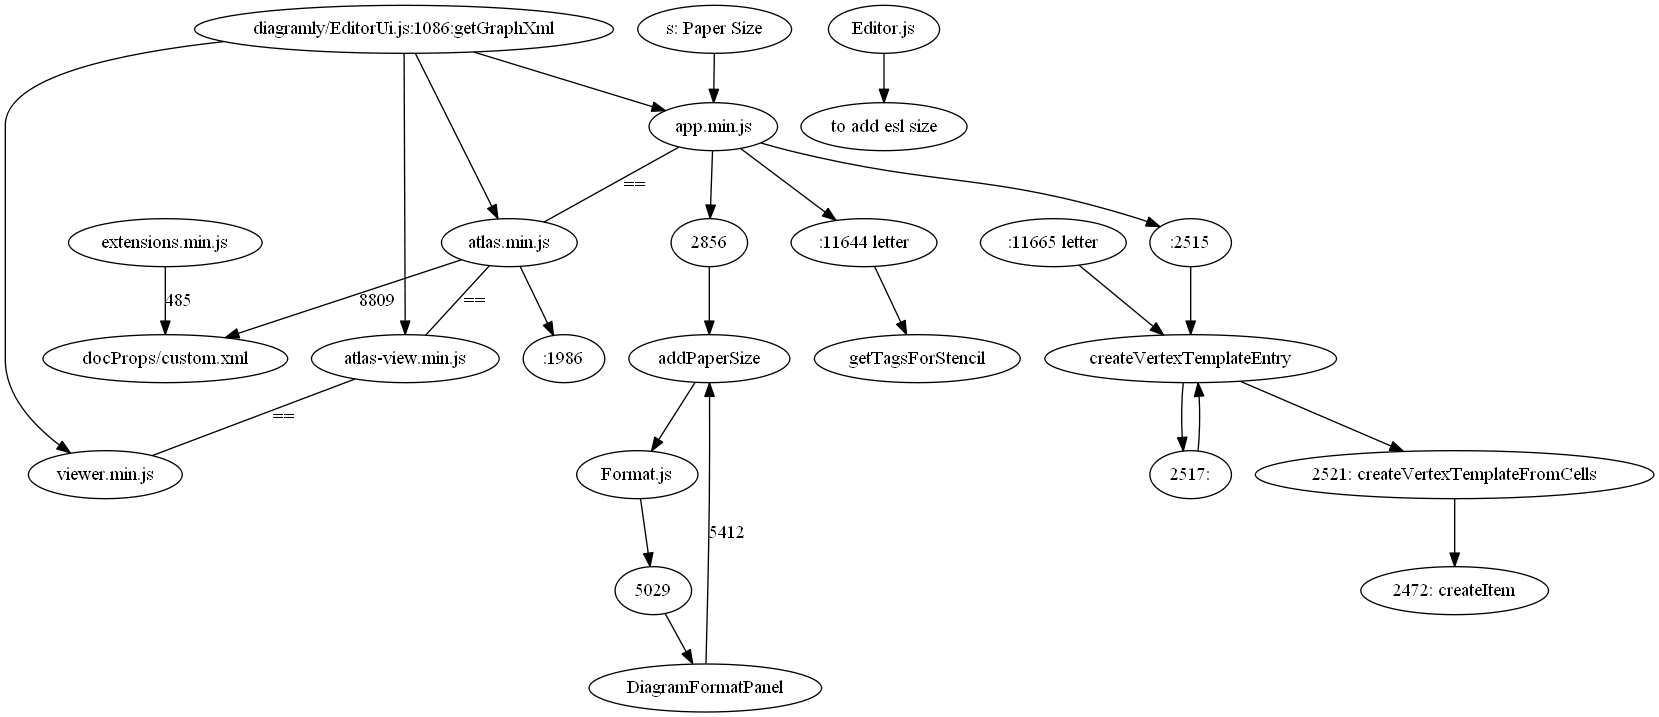 diagramly/EditorUi.js:1086:getGraphXml
s: Paper Size
Editor.js
app.min.js
to add esl size
==
extensions.min.js
atlas.min.js
2856
:11644 letter
:11665 letter
:2515
485
8809
==
docProps/custom.xml
atlas-view.min.js
:1986
addPaperSize
getTagsForStencil
createVertexTemplateEntry
==
viewer.min.js
Format.js
2517:
2521: createVertexTemplateFromCells
5412
5029
2472: createItem
DiagramFormatPanel